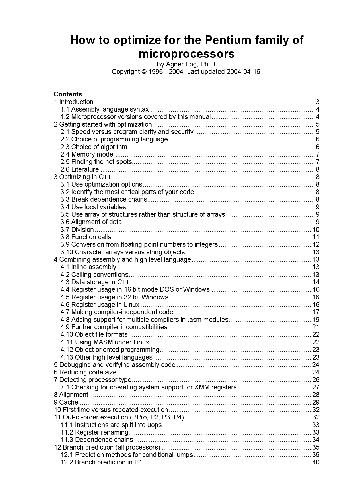 How to optimize for the Pentium family of
microprocessors
By Agner Fog, Ph.D.
Copyright © 1996 - 2004. Last updated 2004-04-16.
Contents
1 Introduction 3
1.1 Assembly language syntax 4
1.2 Microprocessor versions covered by this manual 4
2 Getting started with optimization 5
2.1 Speed versus program clarity and security 5
2.2 Choice of programming language 5
2.3 Choice of algorithm 6
2.4 Memory model 7
2.5 Finding the hot spots 7
2.6 Literature 8
3 Optimizing in C++ 8
3.1 Use optimization options 8
3.2 Identify the most critical parts of your code 8
3.3 Break dependence chains 8
3.4 Use local variables 9
3.5 Use array of structures rather than structure of arrays 9
3.6 Alignment of data 9
3.7 Division 10
3.8 Function calls 11
3.9 Conversion from floating point numbers to integers 12
3.10 Character arrays versus string objects 13
4 Combining assembly and high level language 13
4.1 Inline assembly 13
4.2 Calling conventions 13
4.3 Data storage in C++ 14
4.4 Register usage in 16 bit mode DOS or Windows
4.5 Register usage in 32 bit Windows 16
4.6 Register usage in Linux 16
4.7 Making compiler-independent code 17
4.8 Adding support for multiple compilers in .asm modules
4.9 Further compiler incompatibilities 21
4.10 Object file formats 22
4.11 Using MASM under Linux 22
4.12 Object oriented programming 23
4.13 Other high level languages 23
5 Debugging and verifying assembly code 24
6 Reducing code size 24
7 Detecting processor type 26
7.1 Checking for operating system support for XMM registers 27
8 Alignment 28
9 Cache 29
10 First time versus repeated execution 32
11 Out-of-order execution (PPro, P2, P3, P4) 32
11.1 Instructions are split into uops 33
11.2 Register renaming 33
11.3 Dependence chains 34
12 Branch prediction (all processors) 35
12.1 Prediction methods for conditional jumps 35
12.2 Branch prediction in P1 40